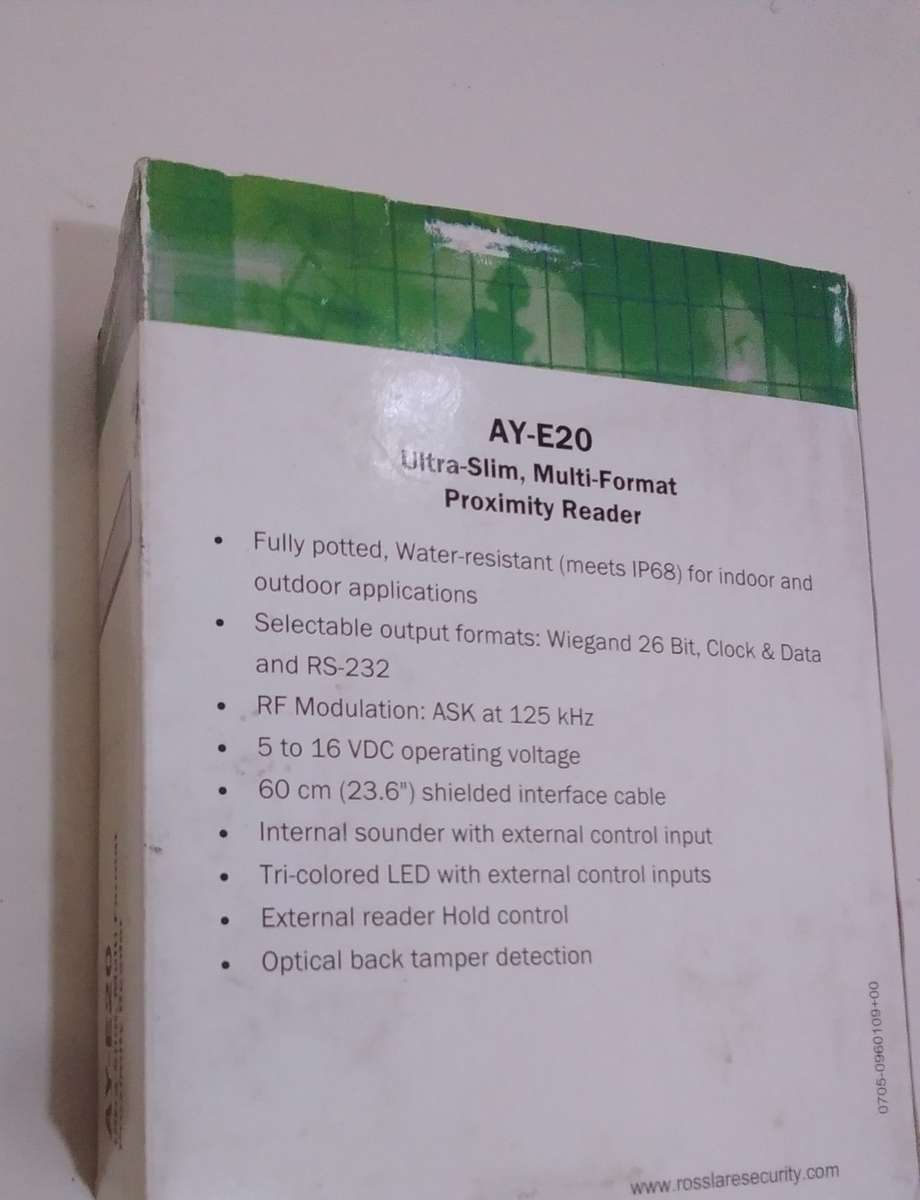 AY-E20
Ultra-Slim, Multi-Format
Proximity Reader
• Fully potted, Water-resistant (meets IP68) for indoor and
outdoor applications
• Selectable output formats: Wiegand 26 Bit, Clock & Data
and RS-232
• RF Modulation: ASK at 125 kHz
• 5 to 16 VDC operating voltage
• 60 cm (23.6") shielded interface cable
• Internal sounder with external control input
• Tri-colored LED with external control inputs
• External reader Hold control
• Optical back tamper detection
0705-0960109+00
www.rosslaresecurity.com
AY-E20